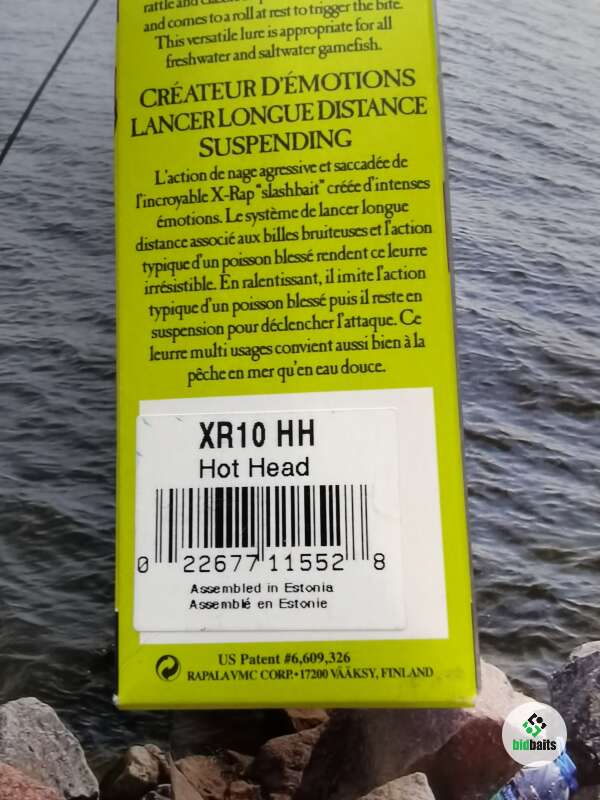 rattle and classic
and comes to a roll at rest to trigger the bite.
This versatile lure is appropriate for all
freshwater and saltwater gamefish.
CRÉATEUR D'ÉMOTIONS
LANCER LONGUE DISTANCE
SUSPENDING
L'action de nage agressive et saccadée de
l'incroyable X-Rap "slashbait" créée d'intenses
émotions. Le système de lancer longue
distance associé aux billes bruiteuses et l'action
typique d'un poisson blessé rendent ce leurre
irrésistible. En ralentissant, il imite l'action
typique d'un poisson blessé puis il reste en
suspension pour déclencher l'attaque. Ce
leurre multi usages convient aussi bien à la
pêche en mer qu'en eau douce.
XR10 HH
Hot Head
0 22677 11552 8
Assembled in Estonia
Assemblé en Estonie
US Patent #6,609,326
RAPALA VMC CORP. • 17200 VÄÄKSY, FINLAND
bidbaits